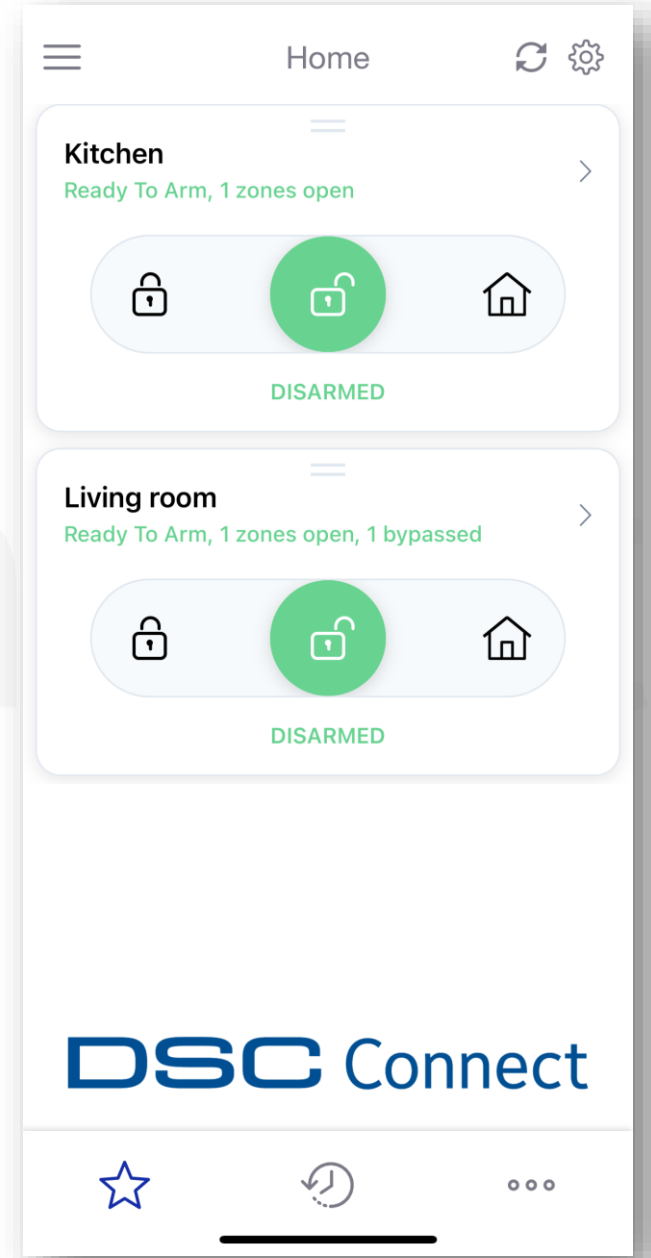 Home
Kitchen
Ready To Arm, 1 zones open
DISARMED
Living room
Ready To Arm, 1 zones open, 1 bypassed
DISARMED
DSC Connect